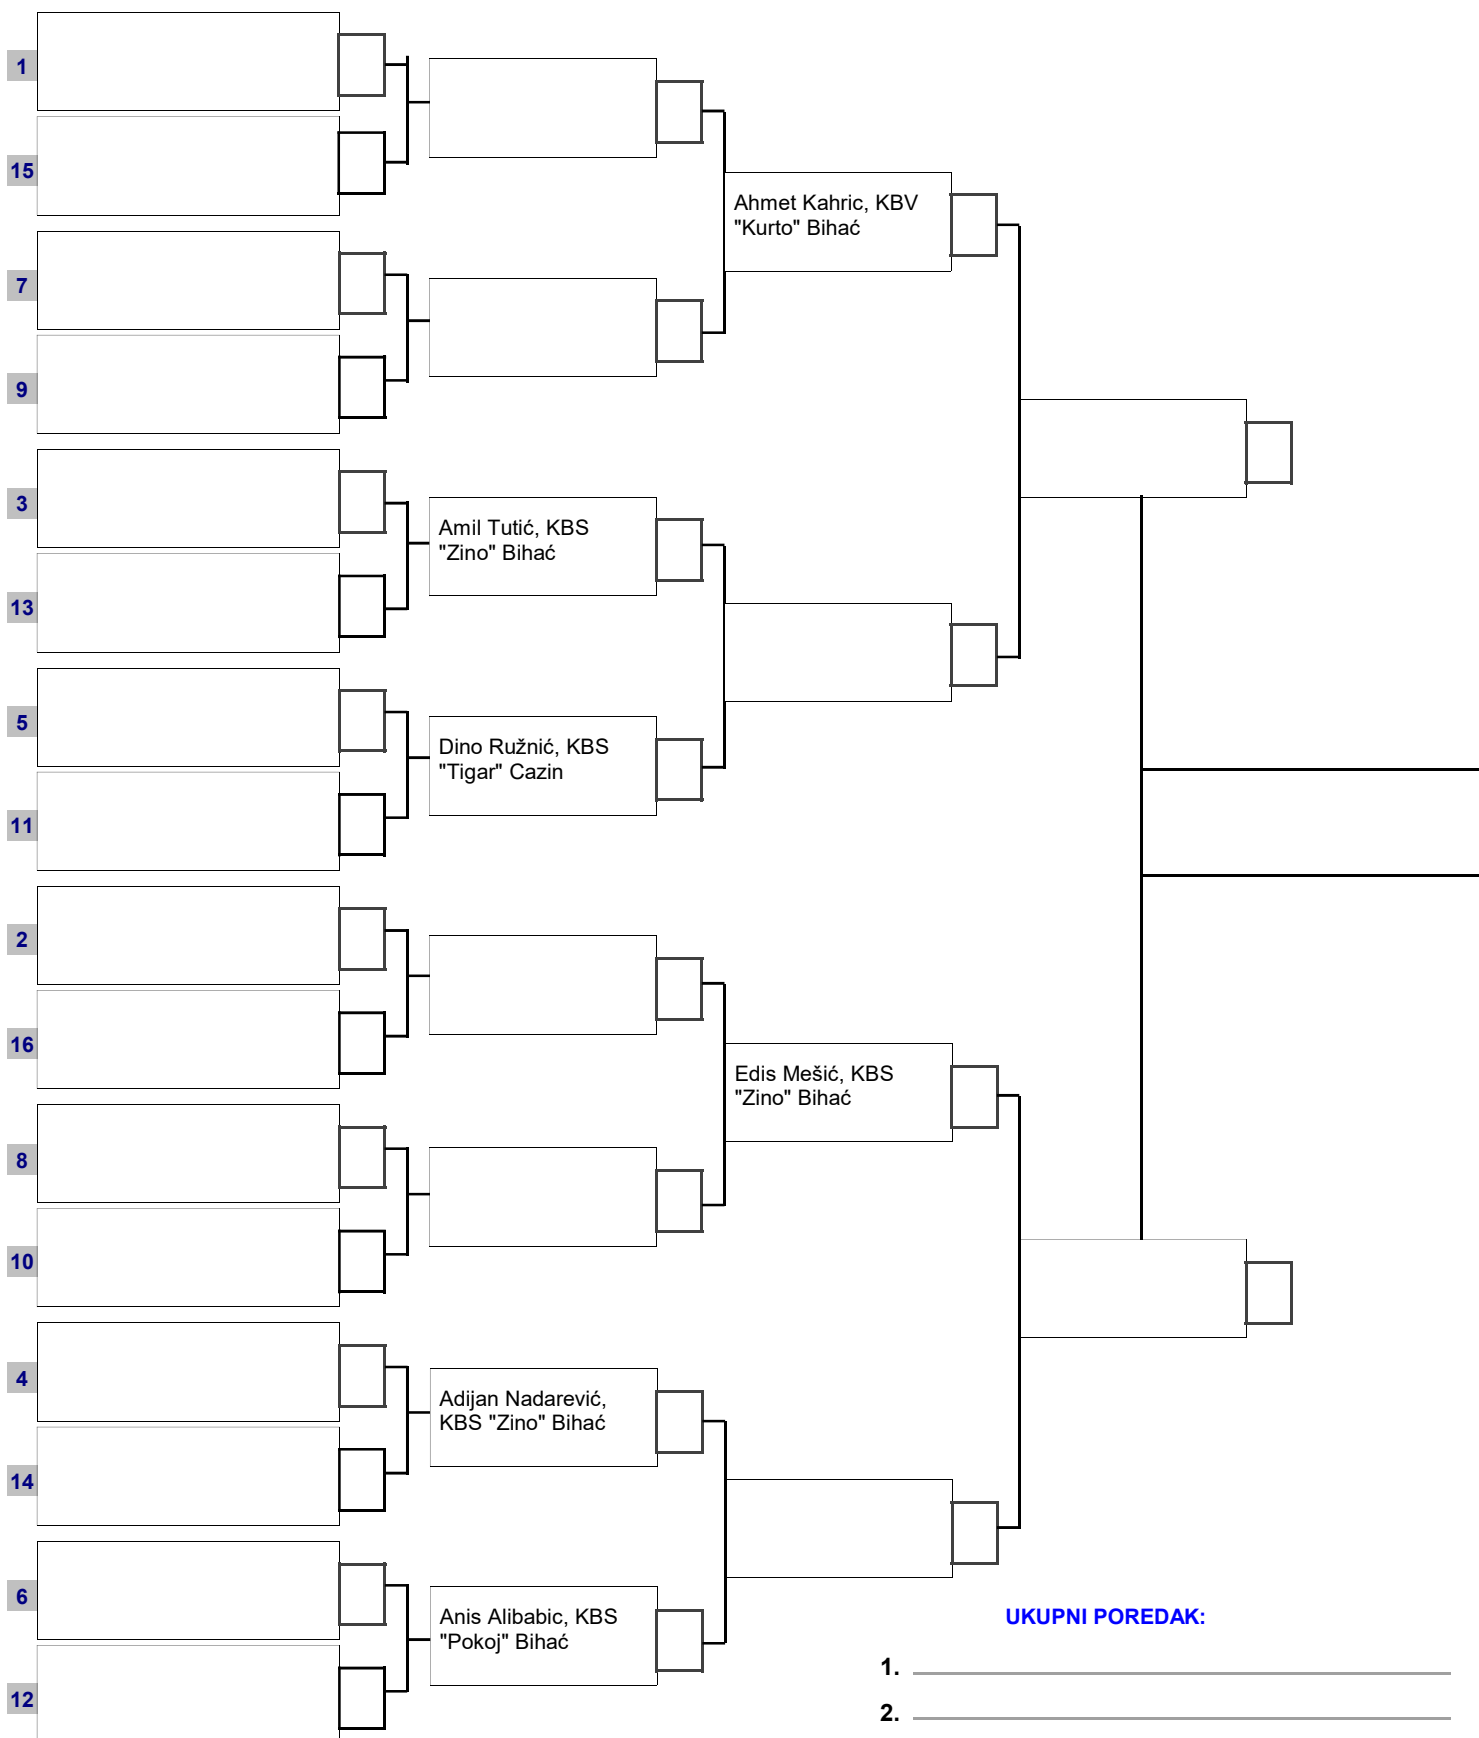 1
15
7
9
3
13
5
11
2
16
8
10
4
14
6
12
Amil Tutić, KBS
"Zino" Bihać
Dino Ružnić, KBS
"Tigar" Cazin
Adijan Nadarević,
KBS "Zino" Bihać
Anis Alibabic, KBS
"Pokoj" Bihać
Ahmet Kahric, KBV
"Kurto" Bihać
Edis Mešić, KBS
"Zino" Bihać
UKUPNI POREDAK:
1.
2.